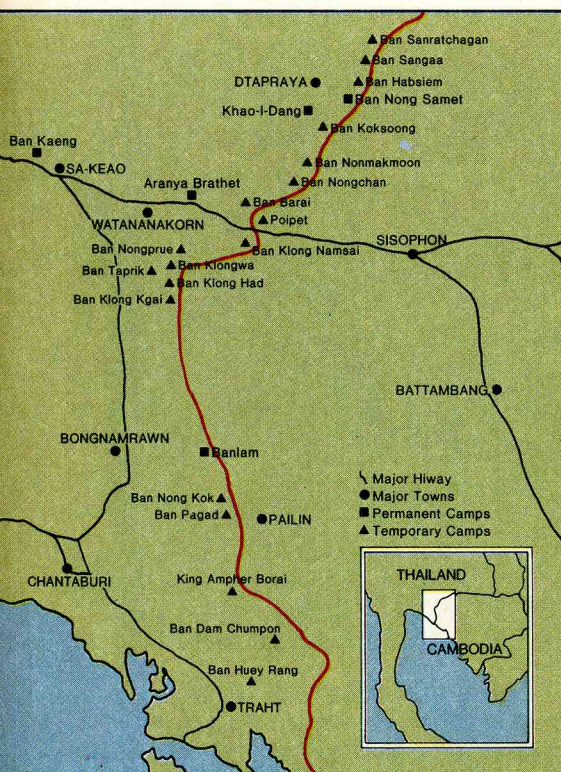 Ban Sanratchagan
Ban Sangaa
DTAPRAYA
Ban Habsiem
Ban Nong Samet
Khao-I-Dang
Ban Koksoong
Ban Kaeng
SA-KEAO
Ban Nonmakmoon
Aranya Brathet
Ban Nongchan
Ban Barai
WATANANAKORN
Poipet
SISOPHON
Ban Nongprue
Ban Klong Namsai
Ban Taprik
Ban Klongwa
Ban Klong Had
Ban Klong Kgai
BATTAMBANG
BONGNAMRAWN
Banlam
Major Hiway
Major Towns
Permanent Camps
Temporary Camps
Ban Nong Kok
Ban Pagad
PAILIN
CHANTABURI
King Ampher Borai
THAILAND
CAMBODIA
Ban Dam Chumpon
Ban Huey Rang
TRAHT